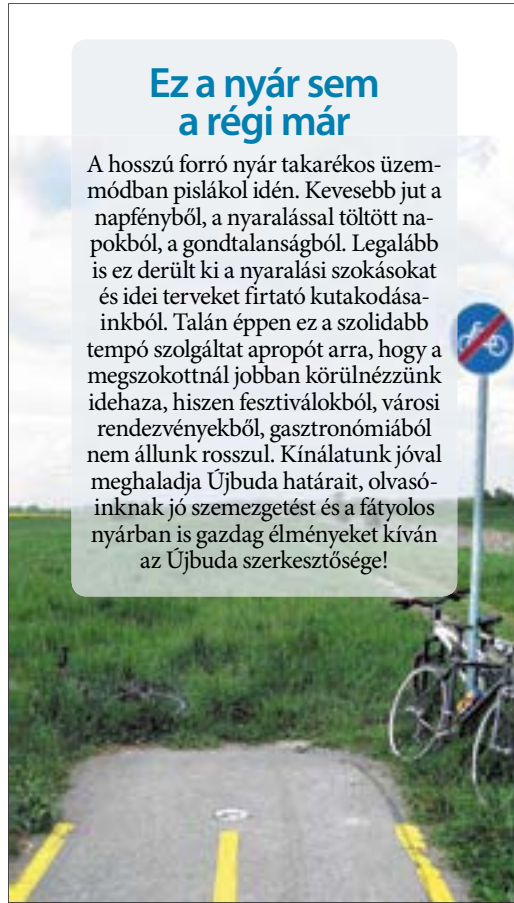 Ez a nyár sem
a régi már
A hosszú forró nyár takarékos üzem-
módban pislákol idén. Kevesebb jut a
napfényből, a nyaralással töltött na-
pokból, a gondtalanságból. Legalább
is ez derült ki a nyaralási szokásokat
és idei terveket firtató kutakodása-
inkból. Talán éppen ez a szolidabb
tempó szolgáltat apropót arra, hogy a
megszokottnál jobban körülnézzünk
idehaza, hiszen fesztiválokból, városi
rendezvényekből, gasztronómiából
nem állunk rosszul. Kínálatunk jóval
meghaladja Újbuda határait, olvasó-
inknak jó szemezgetést és a fátyolos
nyárban is gazdag élményeket kíván
az Újbuda szerkesztősége!